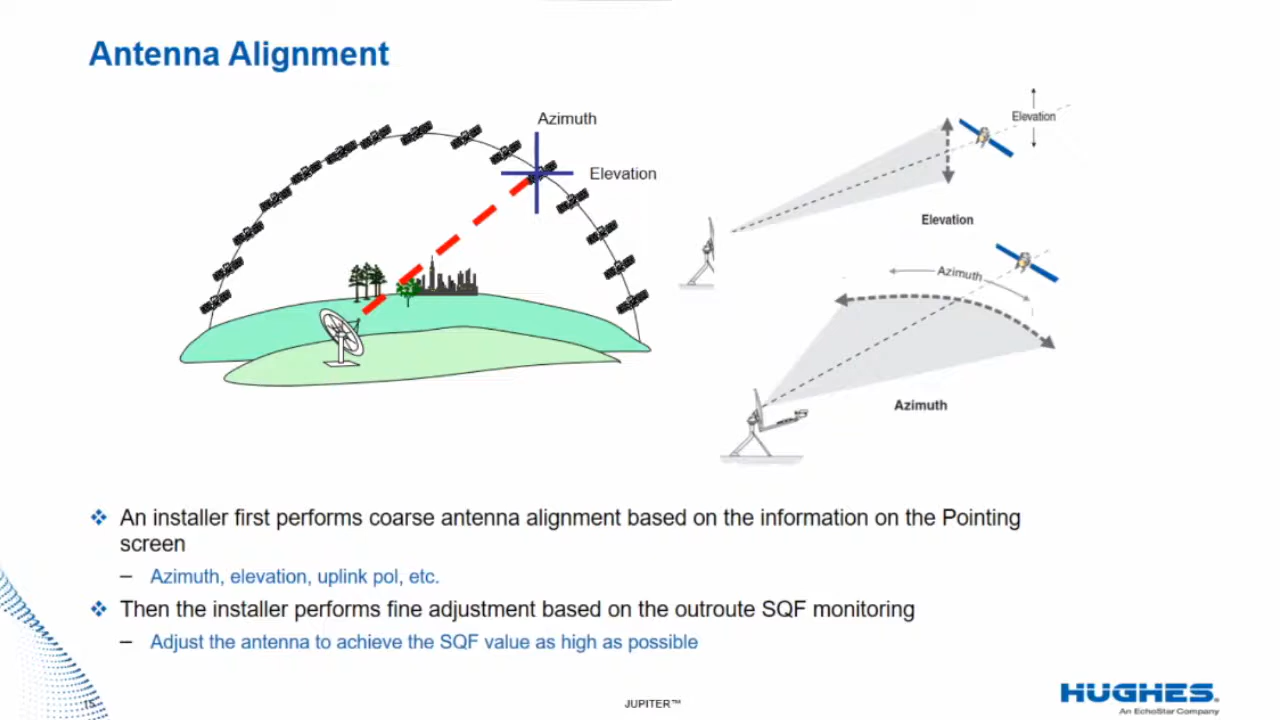 Antenna Alignment
Azimuth
Elevation
Elevation
Elevation
Azimuth
Azimuth
An installer first performs coarse antenna alignment based on the information on the Pointing
screen
– Azimuth, elevation, uplink pol, etc.
Then the installer performs fine adjustment based on the outroute SQF monitoring
– Adjust the antenna to achieve the SQF value as high as possible
15
JUPITER™
HUGHES.
An EchoStar Company